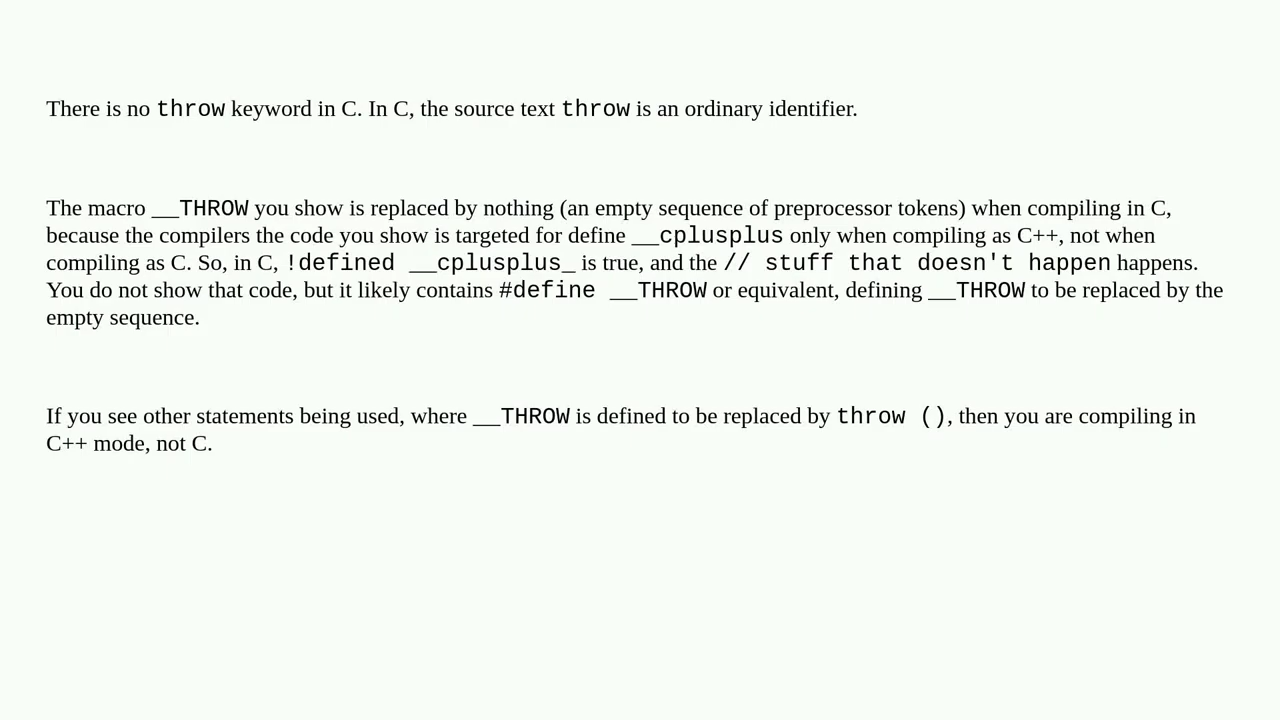 There is no throw keyword in C. In C, the source text throw is an ordinary identifier.
The macro __THROW you show is replaced by nothing (an empty sequence of preprocessor tokens) when compiling in C,
because the compilers the code you show is targeted for define __cplusplus only when compiling as C++, not when
compiling as C. So, in C, !defined __cplusplus_ is true, and the // stuff that doesn't happen happens.
You do not show that code, but it likely contains #define __THROW or equivalent, defining __THROW to be replaced by the
empty sequence.
If you see other statements being used, where __THROW is defined to be replaced by throw (), then you are compiling in
C++ mode, not C.